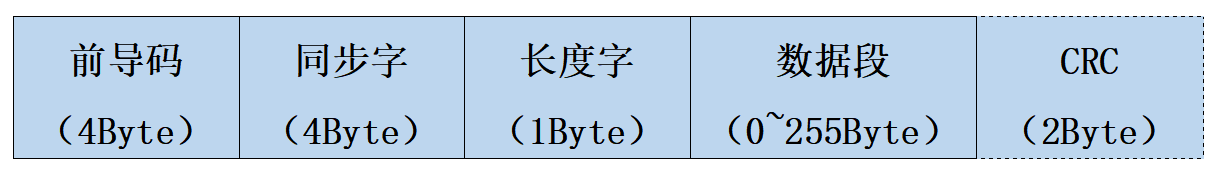 前导码 同步字 长度字 数据段 CRC
（4Byte） （4Byte） （1Byte） （0~255Byte） （2Byte）